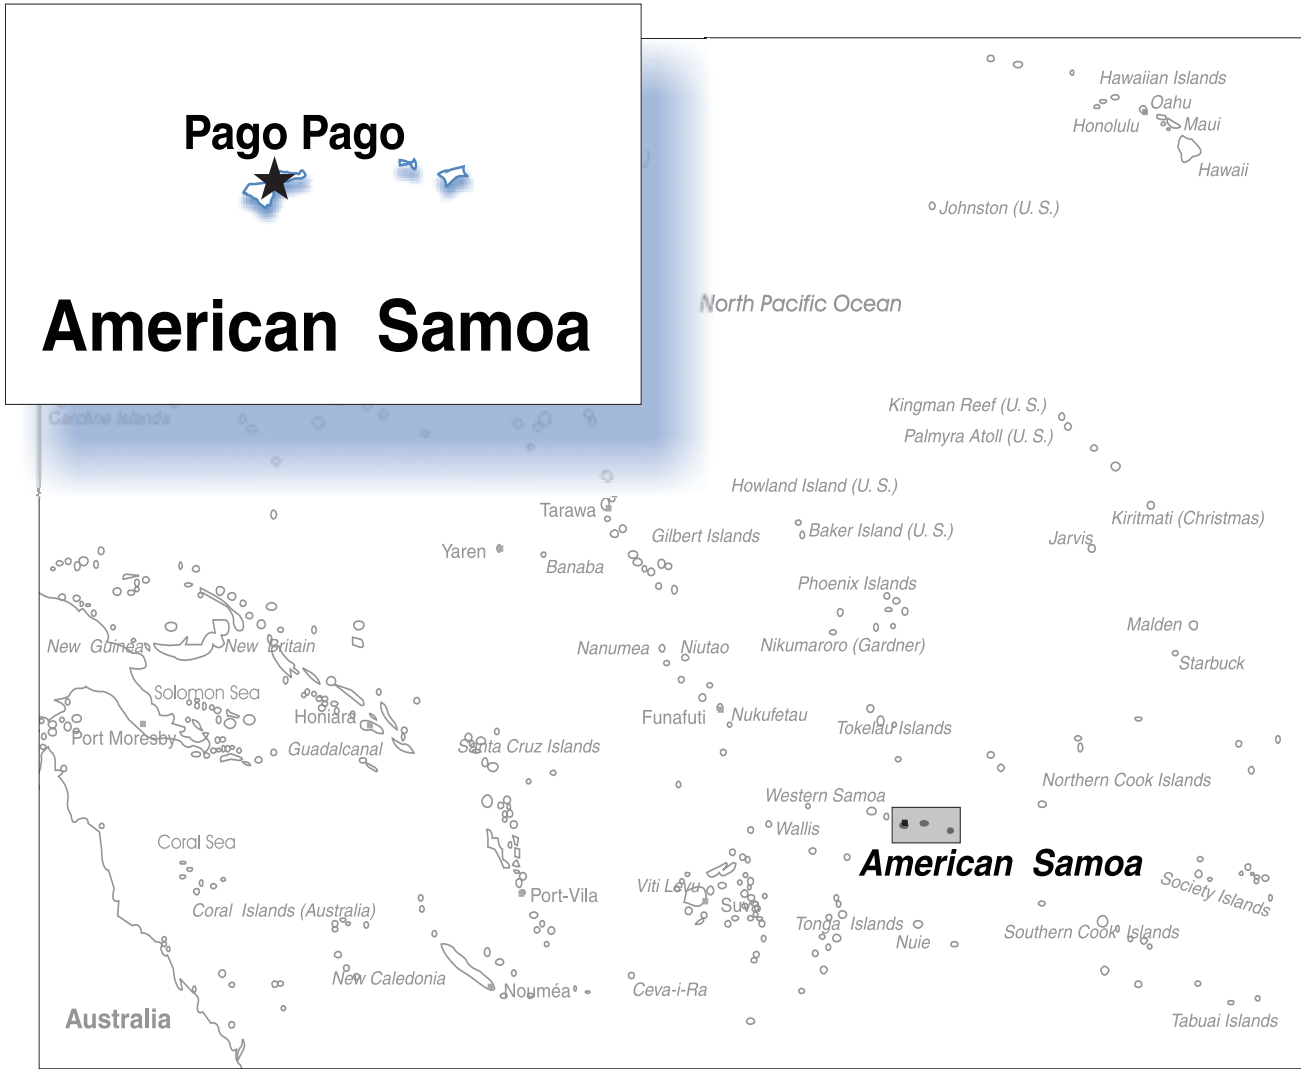 Pago Pago
American Samoa
Hawaiian Islands
Oahu
Honolulu
Maui
Hawaii
Johnston (U. S.)
North Pacific Ocean
Caroline Islands
Kingman Reef (U. S.)
Palmyra Atoll (U. S.)
Howland Island (U. S.)
Tarawa
Kiritmati (Christmas)
Gilbert Islands
Baker Island (U. S.)
Jarvis
Yaren
Banaba
Phoenix Islands
Malden
New Guinea
New Britain
Nanumea
Niutao
Nikumaroro (Gardner)
Starbuck
Solomon Sea
Honiara
Funafuti
Nukufetau
Tokelau Islands
Port Moresby
Guadalcanal
Santa Cruz Islands
Northern Cook Islands
Western Samoa
Wallis
Coral Sea
American Samoa
Viti Levu
Society Islands
Port-Vila
Suva
Coral Islands (Australia)
Tonga Islands
Nuie
Southern Cook Islands
New Caledonia
Nouméa
Ceva-i-Ra
Australia
Tabuai Islands